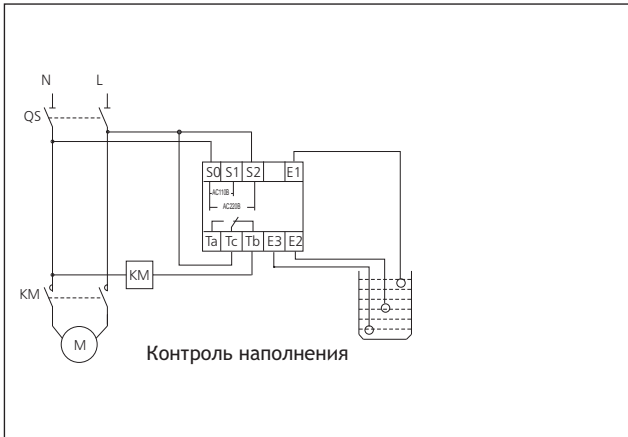 N L
QS
S0 S1 S2 E1
AC110В
AC220В
Ta Tc Tb E3 E2
KM
KM
M
Контроль наполнения